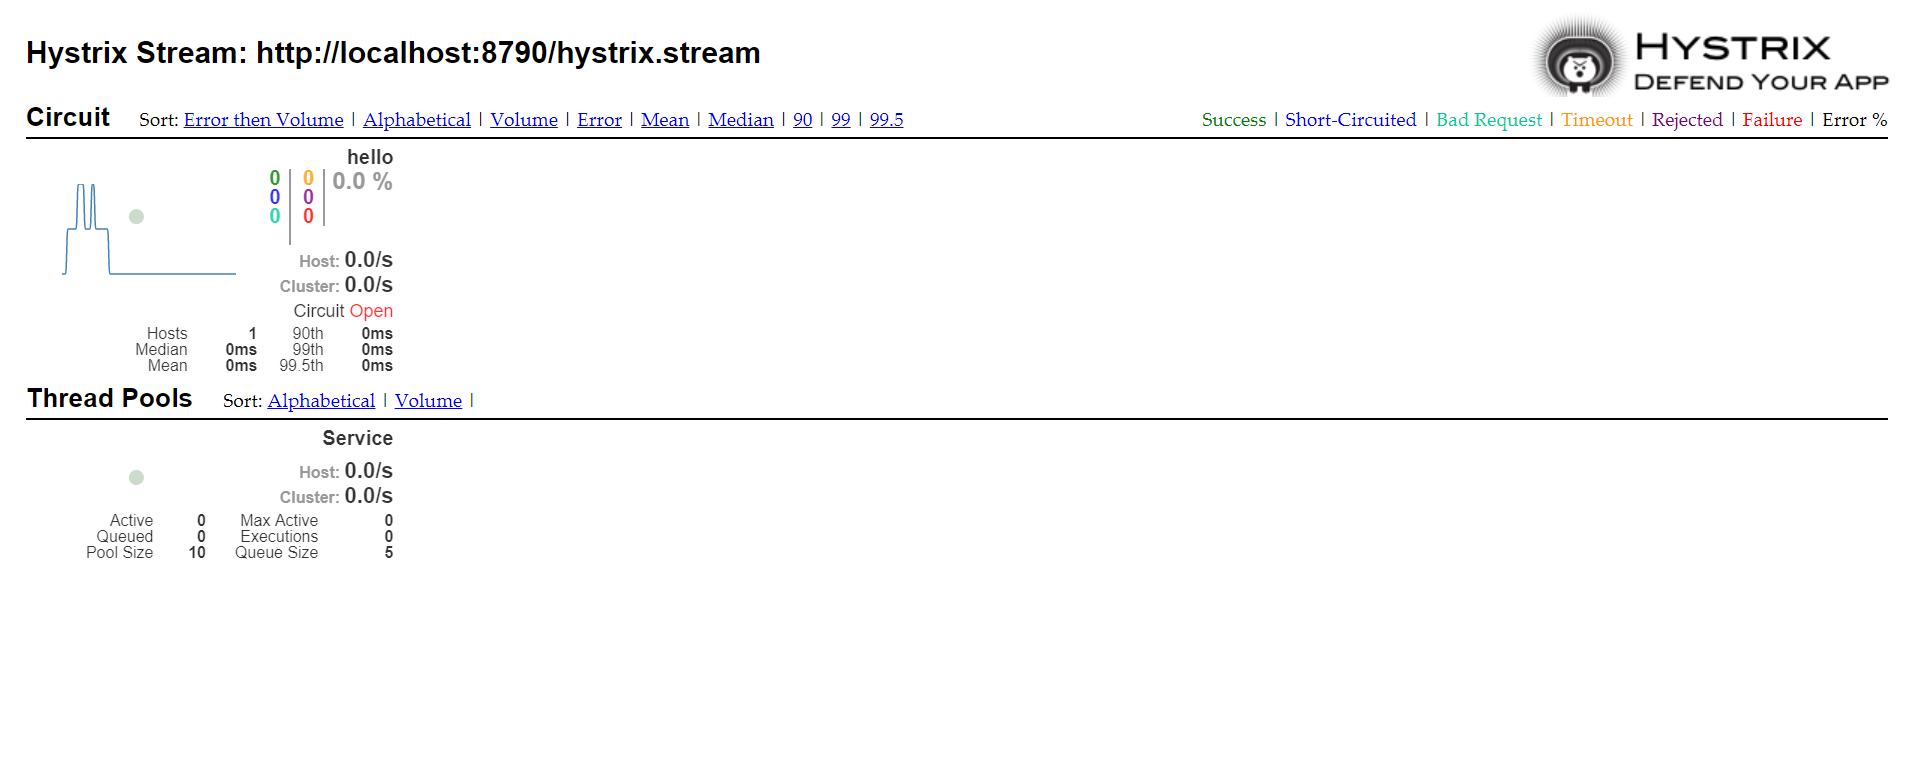 Hystrix Stream: http://localhost:8790/hystrix.stream
HYSTRIX
DEFEND YOUR APP
Circuit Sort: Error then Volume | Alphabetical | Volume | Error | Mean | Median | 90 | 99 | 99.5
Success | Short-Circuited | Bad Request | Timeout | Rejected | Failure | Error %
hello
0 0 0.0 %
0 0
0 0
Host: 0.0/s
Cluster: 0.0/s
Circuit Open
Hosts 1 90th 0ms
Median 0ms 99th 0ms
Mean 0ms 99.5th 0ms
Thread Pools Sort: Alphabetical | Volume |
Service
Host: 0.0/s
Cluster: 0.0/s
Active 0 Max Active 0
Queued 0 Executions 0
Pool Size 10 Queue Size 5